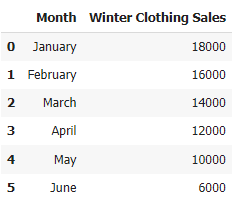 Month Winter Clothing Sales
0 January 18000
1 February 16000
2 March 14000
3 April 12000
4 May 10000
5 June 6000